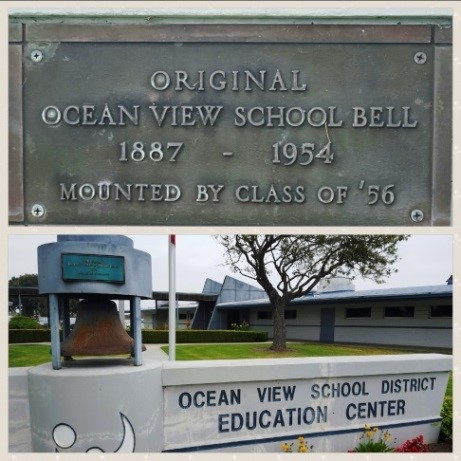 ORIGINAL
OCEAN VIEW SCHOOL BELL
1887 - 1954
MOUNTED BY CLASS OF '56
OCEAN VIEW SCHOOL DISTRICT
EDUCATION CENTER